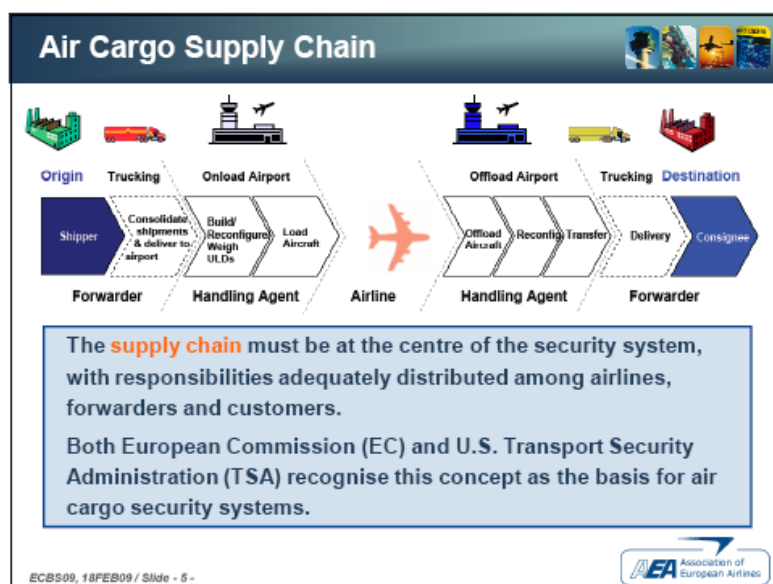 Air Cargo Supply Chain
Origin
Trucking
Onload Airport
Offload Airport
Trucking
Destination
Shipper
Consolidate
shipments
& deliver to
airport
Build/
Reconfigure
Weigh
ULDs
Load
Aircraft
Offload
Aircraft
Reconfig
Transfer
Delivery
Consignee
Forwarder
Handling Agent
Airline
Handling Agent
Forwarder
The supply chain must be at the centre of the security system,
with responsibilities adequately distributed among airlines,
forwarders and customers.
Both European Commission (EC) and U.S. Transport Security
Administration (TSA) recognise this concept as the basis for air
cargo security systems.
ECBS09, 18FEB09 / Slide - 5 -
AEA
Association of
European Airlines